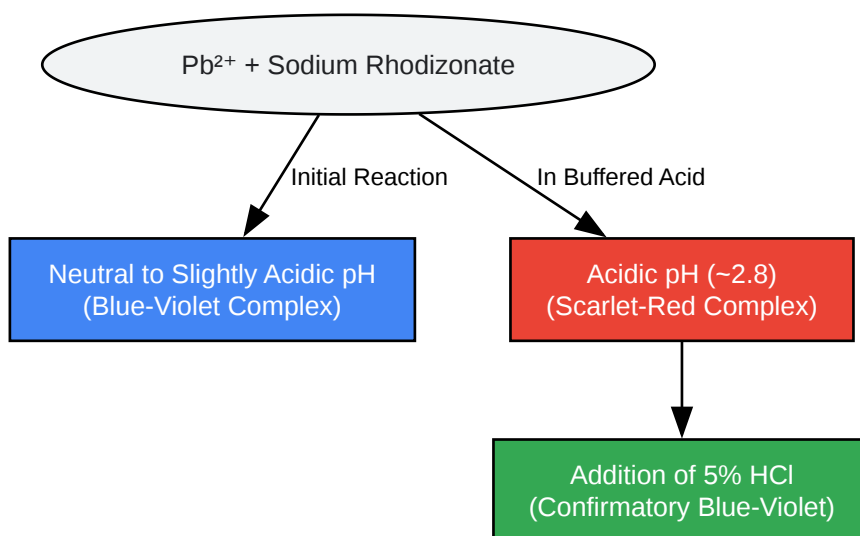 Pb²⁺ + Sodium Rhodizonate
Initial Reaction
In Buffered Acid
Neutral to Slightly Acidic pH
(Blue-Violet Complex)
Acidic pH (~2.8)
(Scarlet-Red Complex)
Addition of 5% HCl
(Confirmatory Blue-Violet)